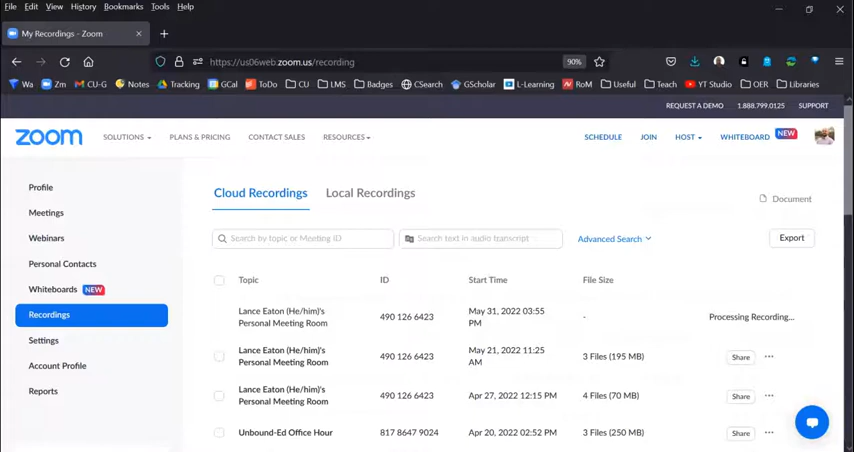 File Edit View History Bookmarks Tools Help
My Recordings - Zoom
https://us06web.zoom.us/recording 90%
Wa Zm CU-G Notes Tracking GCal ToDo CU LMS Badges CSearch GScholar L-Learning RoM Useful Teach YT Studio OER Libraries
REQUEST A DEMO 1.888.799.0125 SUPPORT
zoom SOLUTIONS PLANS & PRICING CONTACT SALES RESOURCES SCHEDULE JOIN HOST WHITEBOARD NEW
Profile
Meetings
Webinars
Personal Contacts
Whiteboards NEW
Recordings
Settings
Account Profile
Reports
Cloud Recordings Local Recordings
Document
Search by topic or Meeting ID Search text in audio transcript Advanced Search Export
Topic ID Start Time File Size
Lance Eaton (He/him)'s Personal Meeting Room 490 126 6423 May 31, 2022 03:55 PM - Processing Recording...
Lance Eaton (He/him)'s Personal Meeting Room 490 126 6423 May 21, 2022 11:25 AM 3 Files (195 MB) Share ...
Lance Eaton (He/him)'s Personal Meeting Room 490 126 6423 Apr 27, 2022 12:15 PM 4 Files (70 MB) Share ...
Unbound-Ed Office Hour 817 8647 9024 Apr 20, 2022 02:52 PM 3 Files (250 MB) Share ...